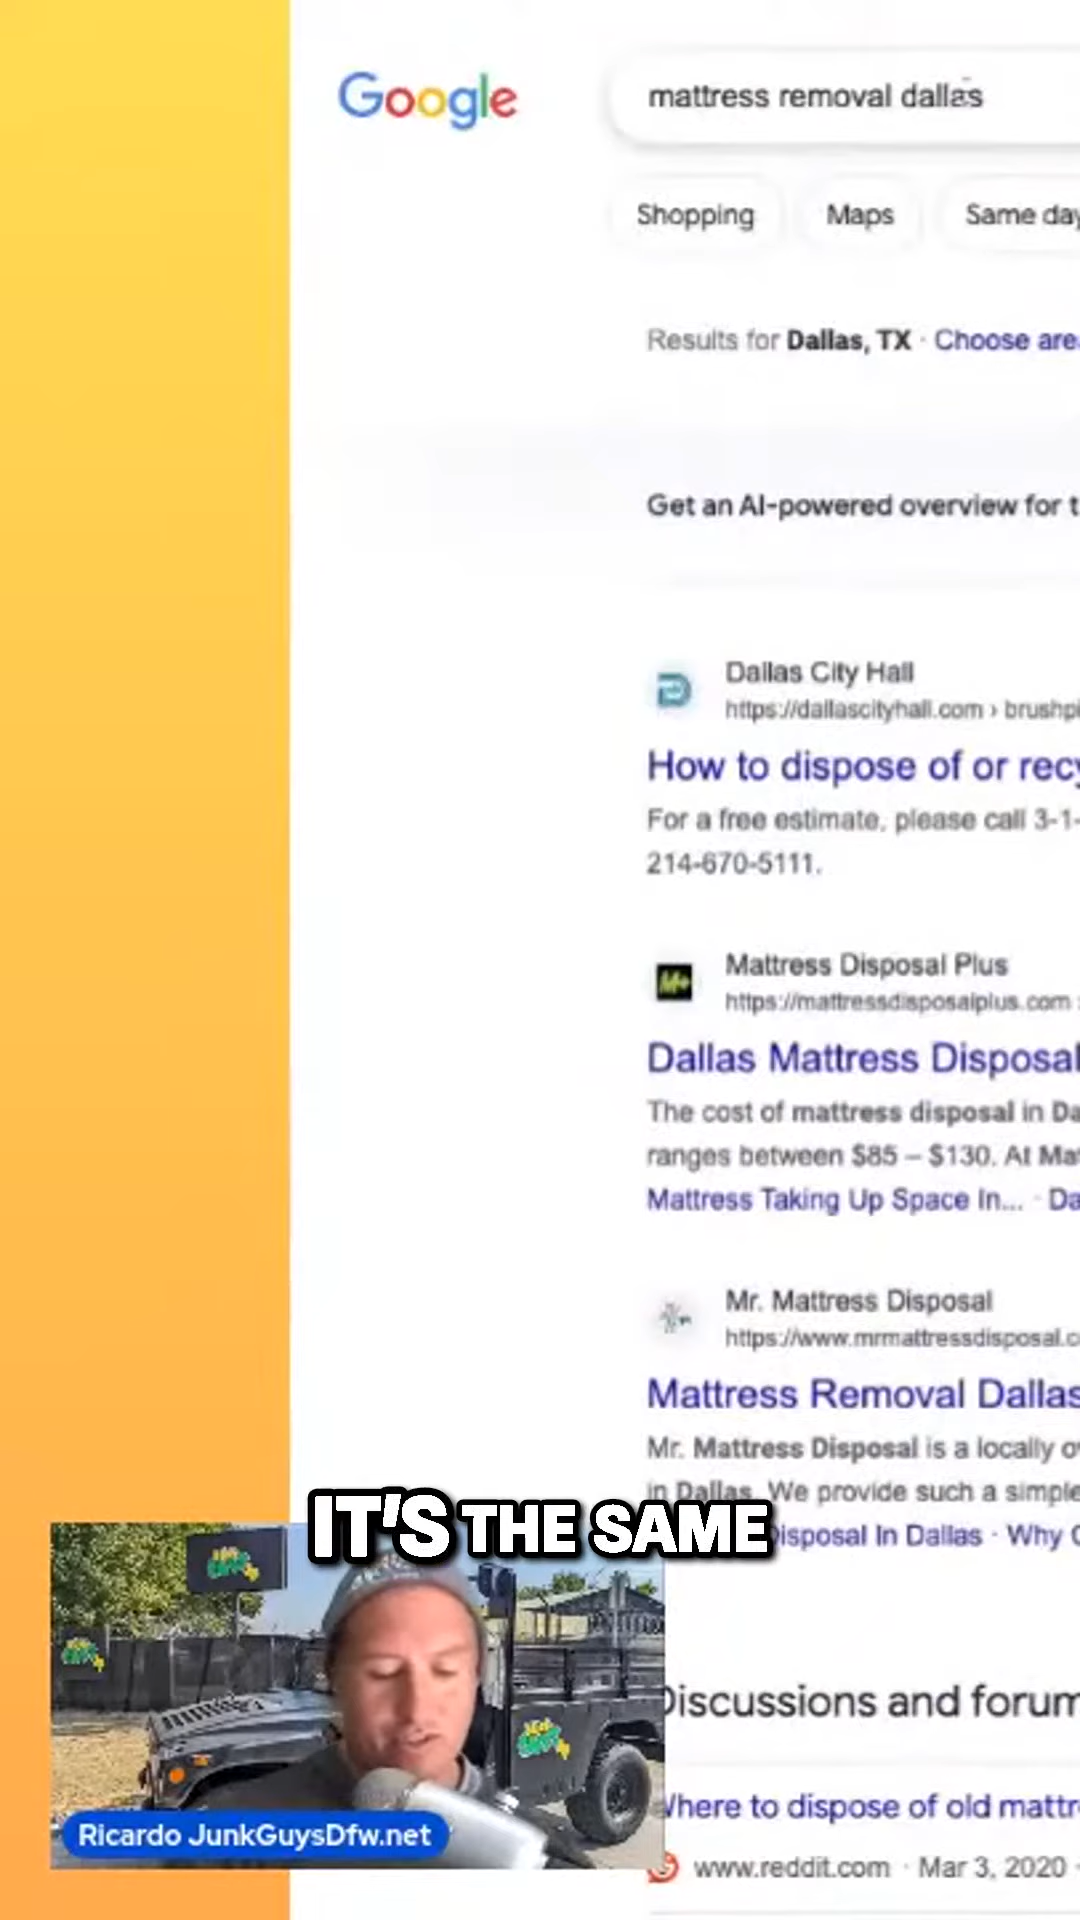 Google
mattress removal dallas
Shopping
Maps
Same day
Results for Dallas, TX · Choose are
Get an AI-powered overview for t
Dallas City Hall
https://dallascityhall.com › brushpi
How to dispose of or recy
For a free estimate, please call 3-1-
214-670-5111.
Mattress Disposal Plus
https://mattressdisposalplus.com
Dallas Mattress Disposal
The cost of mattress disposal in Da
ranges between $85 – $130. At Mat
Mattress Taking Up Space In... · Da
Mr. Mattress Disposal
https://www.mrmattressdisposal.c
Mattress Removal Dallas
Mr. Mattress Disposal is a locally o
in Dallas. We provide such a simple
IT'S THE SAME
Disposal In Dallas · Why
Discussions and forum
Where to dispose of old mattr
Ricardo JunkGuysDfw.net
www.reddit.com · Mar 3, 2020